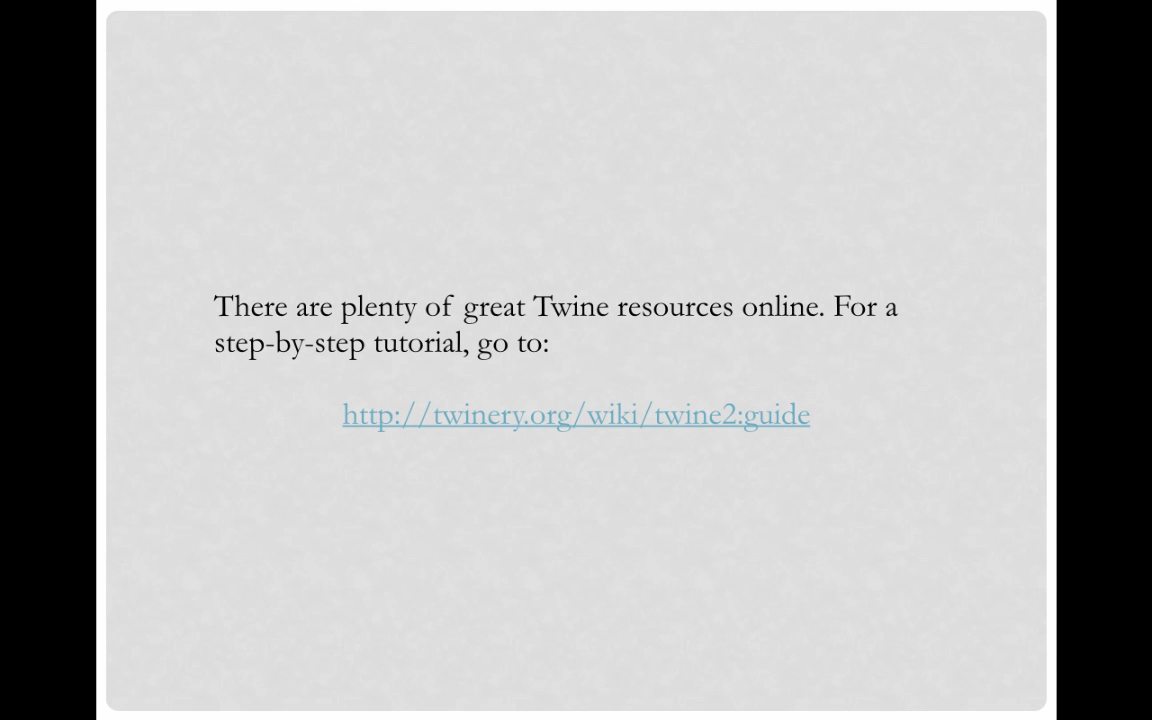 There are plenty of great Twine resources online. For a
step-by-step tutorial, go to:
http://twinery.org/wiki/twine2:guide